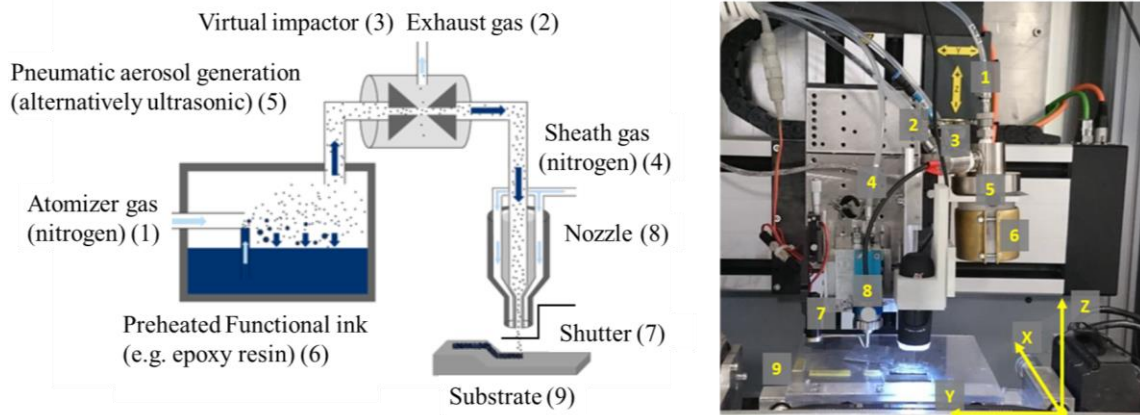 Virtual impactor (3) Exhaust gas (2)
Pneumatic aerosol generation
(alternatively ultrasonic) (5)
Sheath gas
(nitrogen) (4)
Atomizer gas
(nitrogen) (1)
Nozzle (8)
Preheated Functional ink
(e.g. epoxy resin) (6)
Shutter (7)
Substrate (9)
Y
Z
1
2
3
4
5
6
7
8
9
Z
X
Y